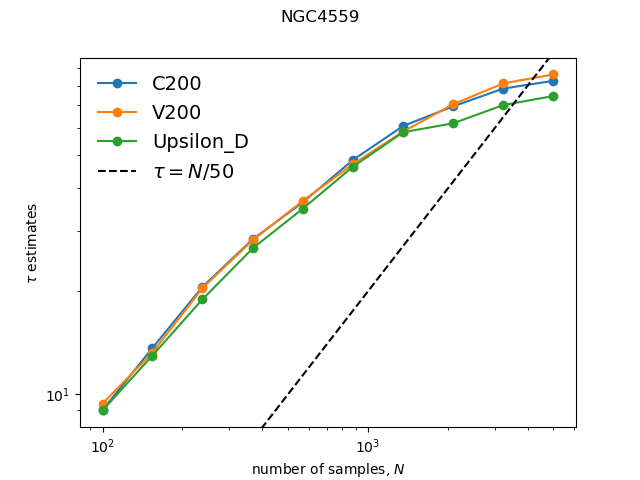 NGC4559
C200
V200
Upsilon_D
τ = N/50
τ estimates
10¹
10² 10³
number of samples, N